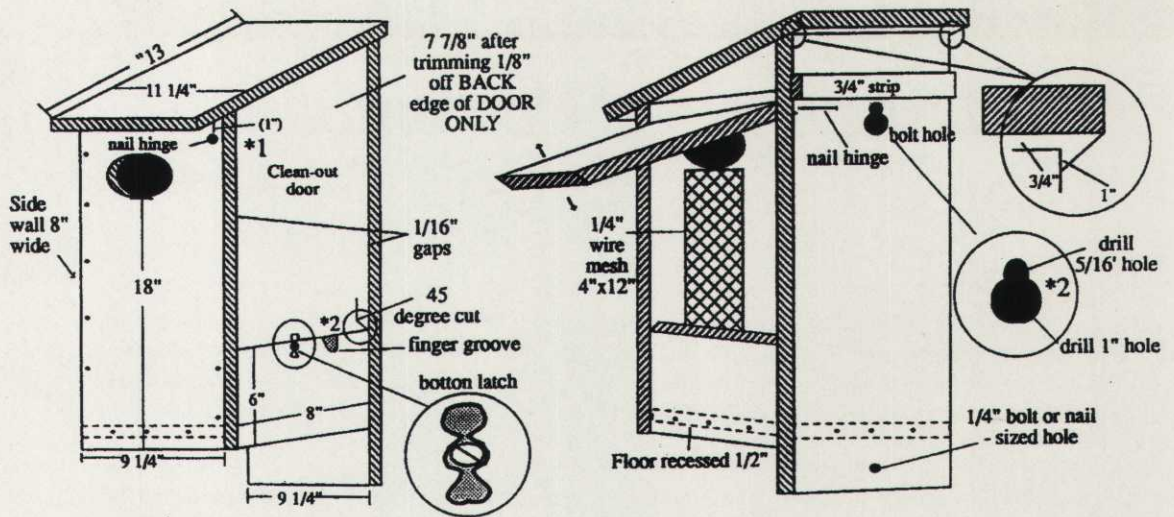 "13
11 1/4"
7 7/8" after
trimming 1/8"
off BACK
edge of DOOR
ONLY
nail hinge
(1")
*1
Clean-out
door
Side
wall 8"
wide
18"
1/16"
gaps
45
degree cut
*2
finger groove
botton latch
6"
8"
9 1/4"
9 1/4"
3/4" strip
bolt hole
nail hinge
3/4"
1"
1/4"
wire
mesh
4"x12"
drill
5/16' hole
*2
drill 1" hole
1/4" bolt or nail
- sized hole
Floor recessed 1/2"